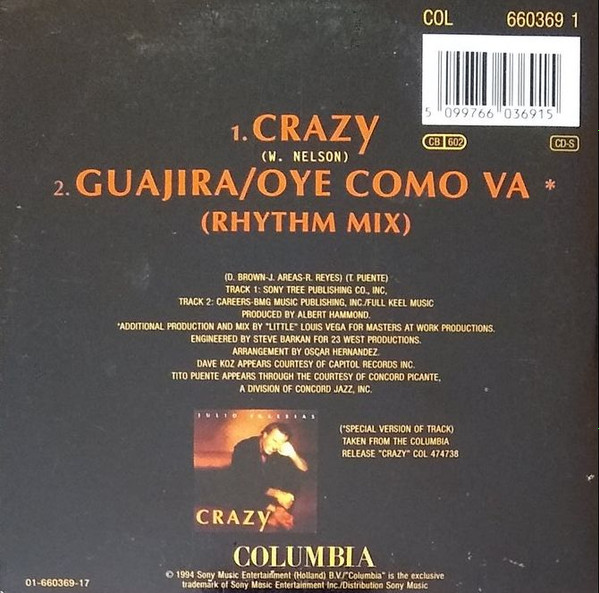 COL 660369 1
5 099766 036915
CB 602 CD-S
1. CRAZY
(W. NELSON)
2. GUAJIRA/OYE COMO VA *
(RHYTHM MIX)
(D. BROWN-J. AREAS-R. REYES) (T. PUENTE)
TRACK 1: SONY TREE PUBLISHING CO., INC,
TRACK 2: CAREERS-BMG MUSIC PUBLISHING, INC./FULL KEEL MUSIC
PRODUCED BY ALBERT HAMMOND.
*ADDITIONAL PRODUCTION AND MIX BY "LITTLE" LOUIS VEGA FOR MASTERS AT WORK PRODUCTIONS.
ENGINEERED BY STEVE BARKAN FOR 23 WEST PRODUCTIONS.
ARRANGEMENT BY OSCAR HERNANDEZ.
DAVE KOZ APPEARS COURTESY OF CAPITOL RECORDS INC.
TITO PUENTE APPEARS THROUGH THE COURTESY OF CONCORD PICANTE,
A DIVISION OF CONCORD JAZZ, INC.
JULIO IGLESIAS
CRAZY
(*SPECIAL VERSION OF TRACK)
TAKEN FROM THE COLUMBIA
RELEASE "CRAZY" COL 474738
COLUMBIA
01-660369-17
© 1994 Sony Music Entertainment (Holland) B.V./"Columbia" is the exclusive
trademark of Sony Music Entertainment Inc./Distribution Sony Music